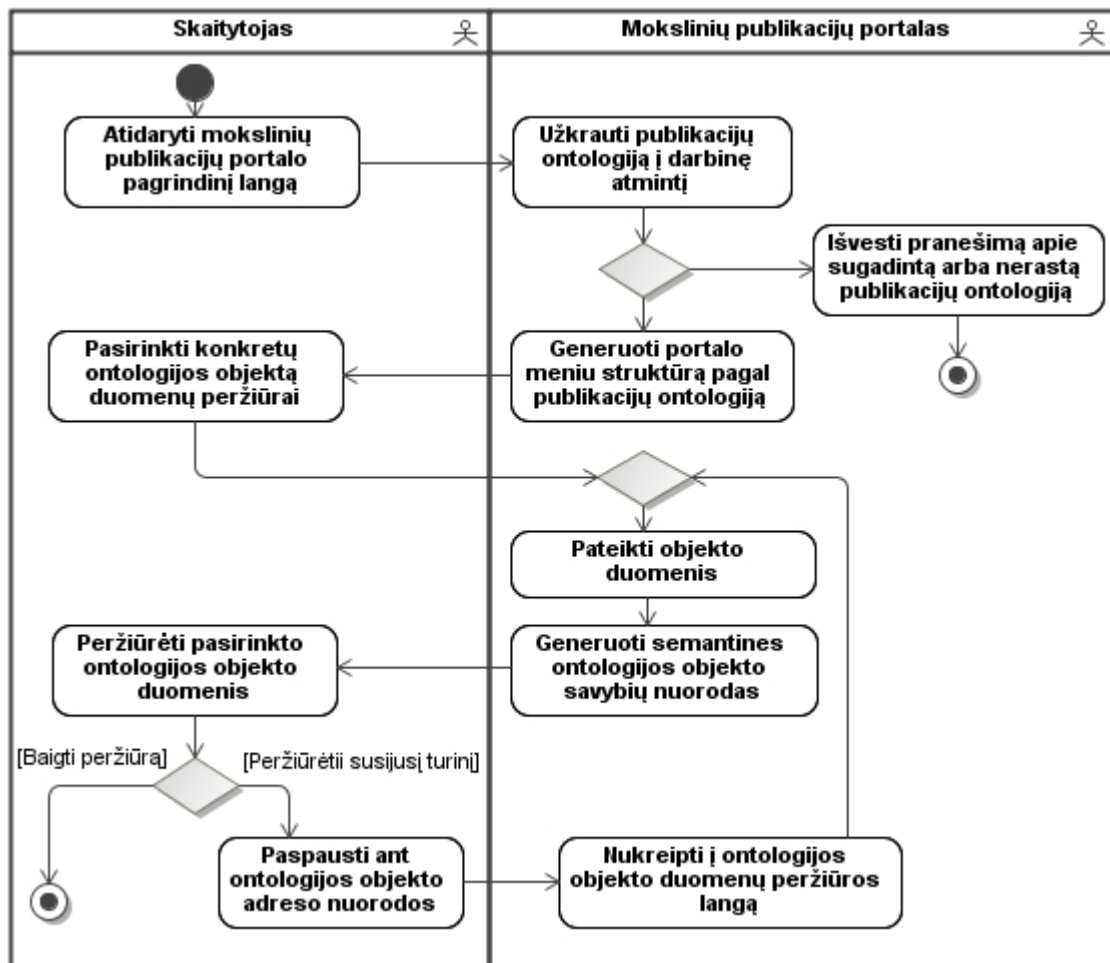 Skaitytojas
Mokslinių publikacijų portalas
Atidaryti mokslinių
publikacijų portalo
pagrindinį langą
Užkrauti publikacijų
ontologiją į darbinę
atmintį
Išvesti pranešimą apie
sugadintą arba nerastą
publikacijų ontologiją
Pasirinkti konkretų
ontologijos objektą
duomenų peržiūrai
Generuoti portalo
meniu struktūrą pagal
publikacijų ontologiją
Pateikti objekto
duomenis
Peržiūrėti pasirinkto
ontologijos objekto
duomenis
Generuoti semantines
ontologijos objekto
savybių nuorodas
[Baigti peržiūrą]
[Peržiūrėtii susijusį turinį]
Paspausti ant
ontologijos objekto
adreso nuorodos
Nukreipti į ontologijos
objekto duomenų peržiūros
langą